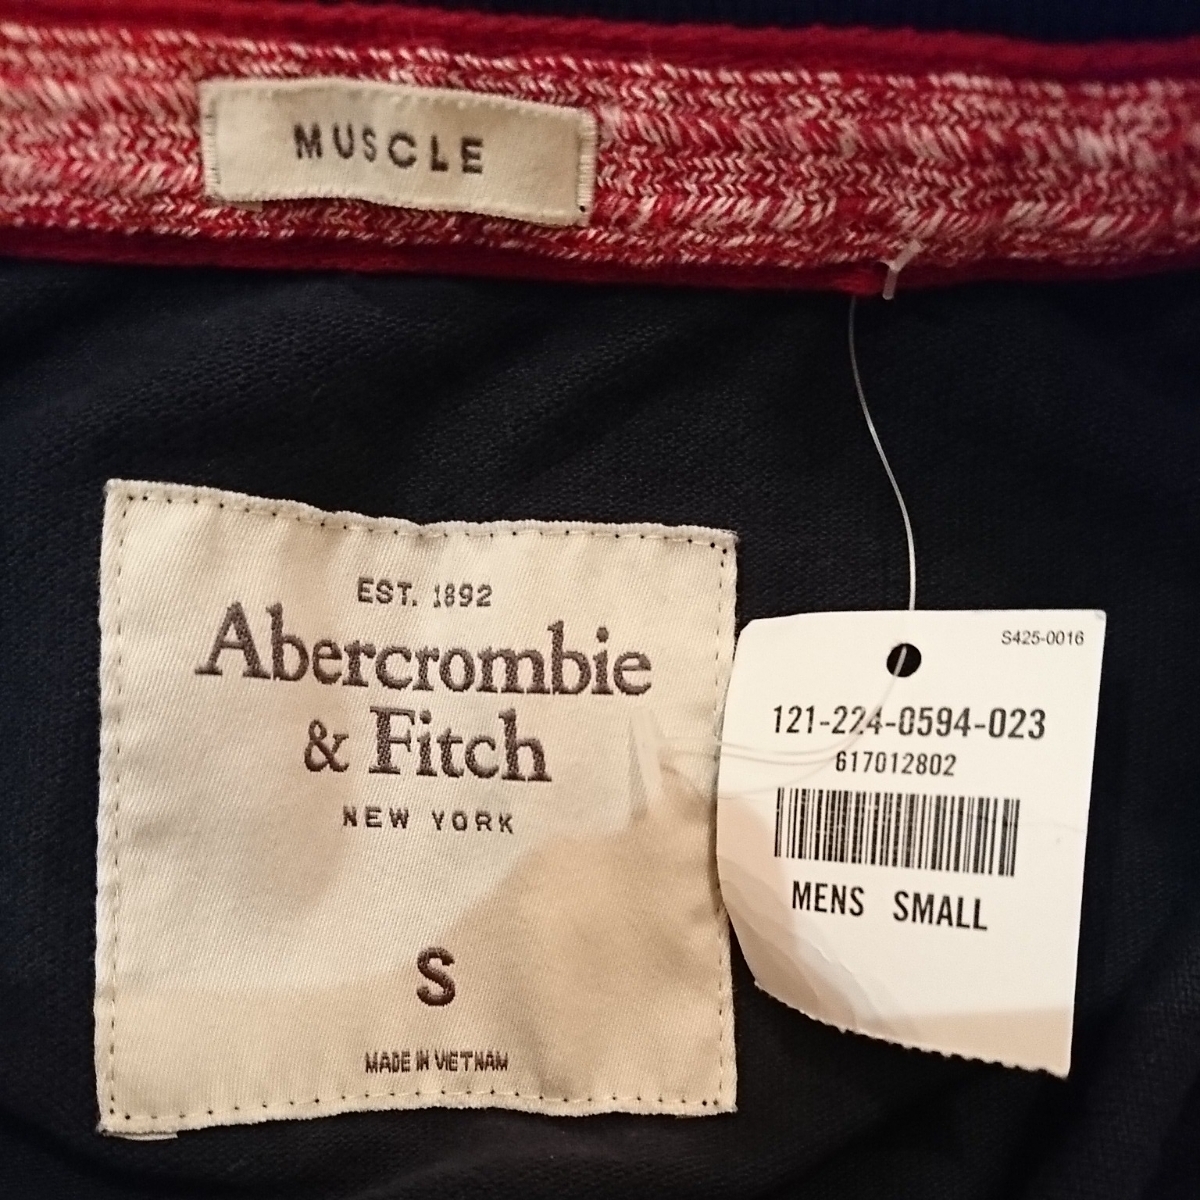 MUSCLE
EST. 1892
Abercrombie
& Fitch
NEW YORK
S
MADE IN VIETNAM
S425-0016
121-224-0594-023
617012802
MENS SMALL